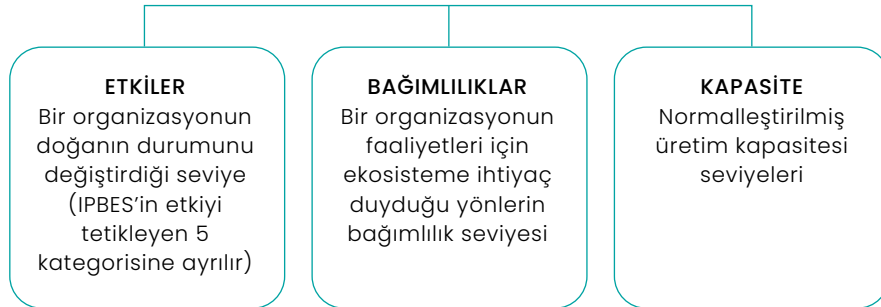 ETKİLER
Bir organizasyonun
doğanın durumunu
değiştirdiği seviye
(IPBES’in etkiyi
tetikleyen 5
kategorisine ayrılır)
BAĞIMLILIKLAR
Bir organizasyonun
faaliyetleri için
ekosisteme ihtiyaç
duyduğu yönlerin
bağımlılık seviyesi
KAPASİTE
Normalleştirilmiş
üretim kapasitesi
seviyeleri